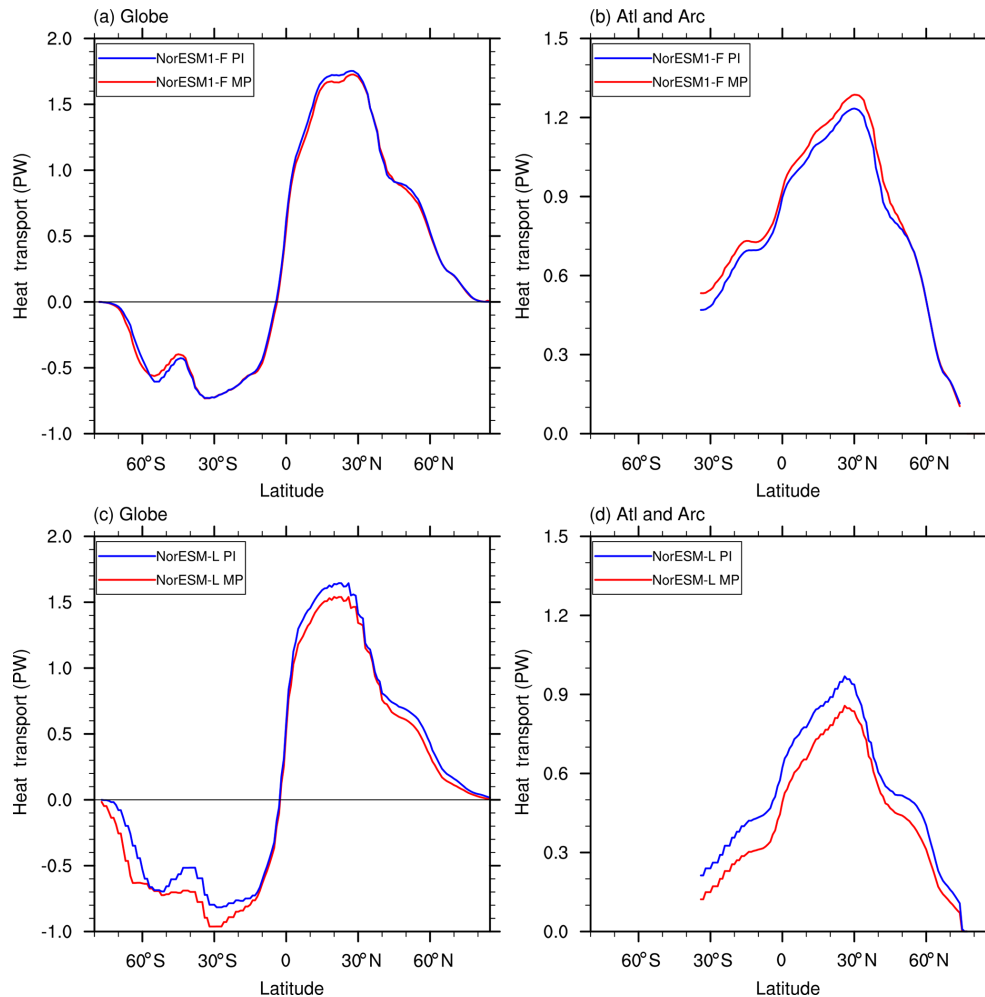 (a) Globe
2.0
1.5
1.0
0.5
0.0
-0.5
-1.0
Heat transport (PW)
NorESM1-F PI
NorESM1-F MP
60°S 30°S 0 30°N 60°N
Latitude
(b) Atl and Arc
1.5
1.2
0.9
0.6
0.3
0.0
Heat transport (PW)
NorESM1-F PI
NorESM1-F MP
60°S 30°S 0 30°N 60°N
Latitude
(c) Globe
2.0
1.5
1.0
0.5
0.0
-0.5
-1.0
Heat transport (PW)
NorESM-L PI
NorESM-L MP
60°S 30°S 0 30°N 60°N
Latitude
(d) Atl and Arc
1.5
1.2
0.9
0.6
0.3
0.0
Heat transport (PW)
NorESM-L PI
NorESM-L MP
60°S 30°S 0 30°N 60°N
Latitude